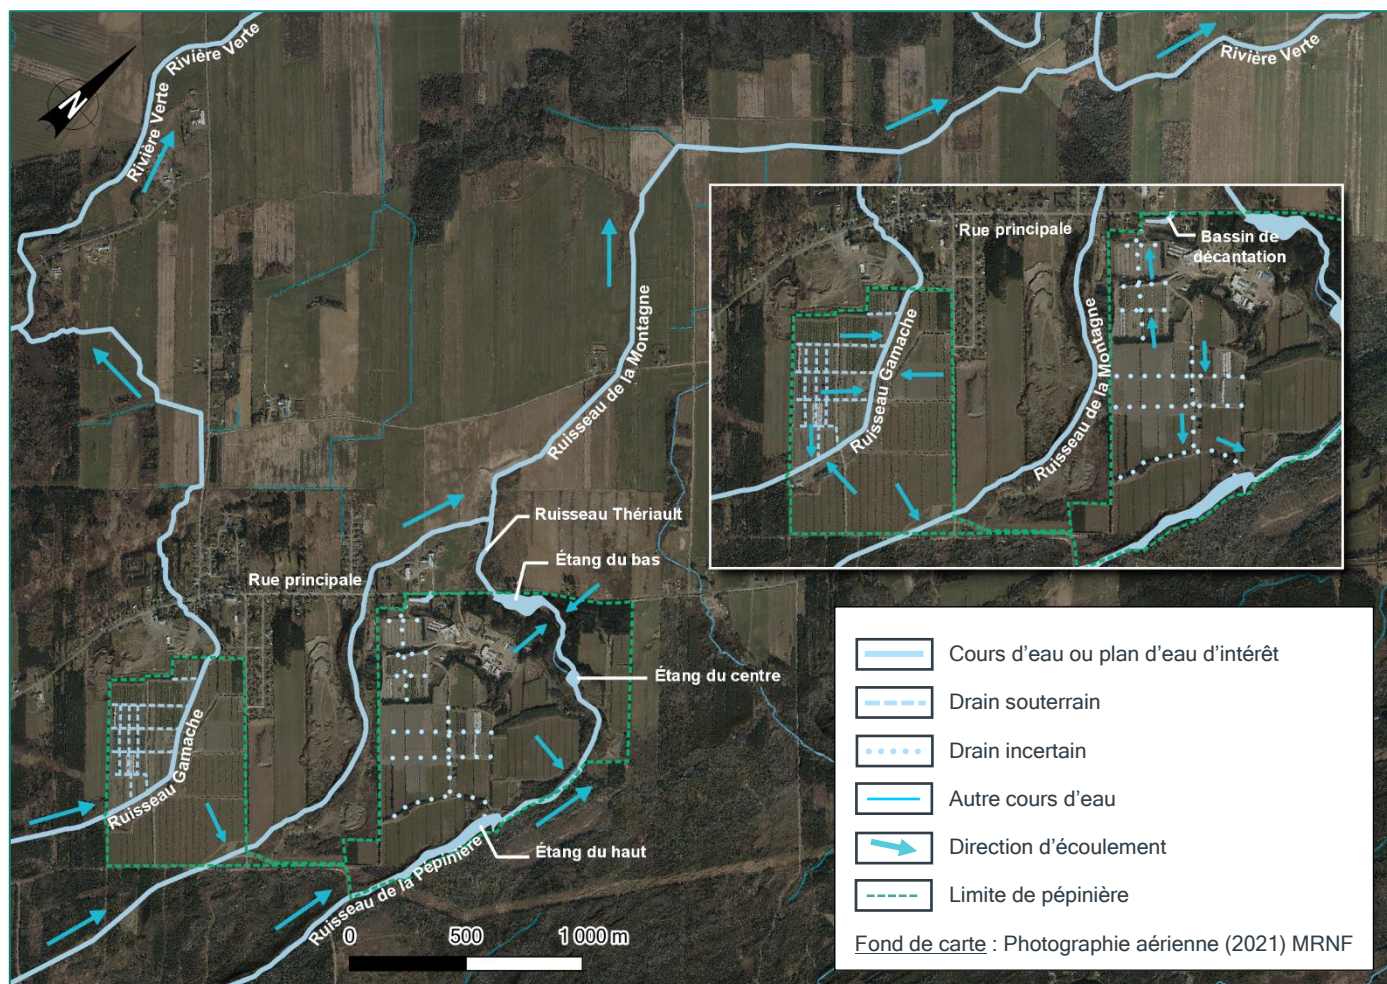 Rivière Verte
Rivière Verte
Rivière Verte
N
Rue principale
Bassin de
décantation
Ruisseau Gamache
Ruisseau de la Montagne
Ruisseau de la Montagne
Ruisseau Thériault
Étang du bas
Rue principale
Étang du centre
Ruisseau Gamache
Étang du haut
Ruisseau de la Pépinière
0 500 1 000 m
Cours d'eau ou plan d'eau d'intérêt
Drain souterrain
Drain incertain
Autre cours d'eau
Direction d'écoulement
Limite de pépinière
Fond de carte : Photographie aérienne (2021) MRNF